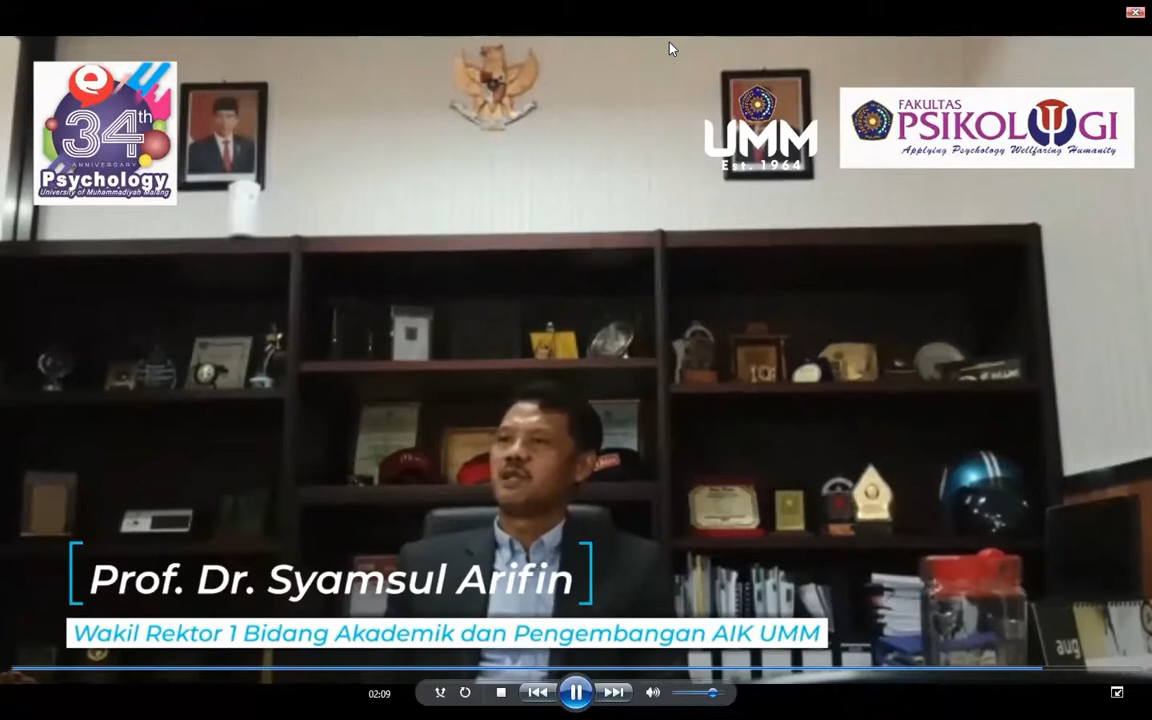 34th
ANNIVERSARY
Psychology
University of Muhammadiyah Malang
UMM
Est. 1964
FAKULTAS
PSIKOLOGI
Applying Psychology Wellfaring Humanity
Prof. Dr. Syamsul Arifin
Wakil Rektor 1 Bidang Akademik dan Pengembangan AIK UMM
aug
02:09